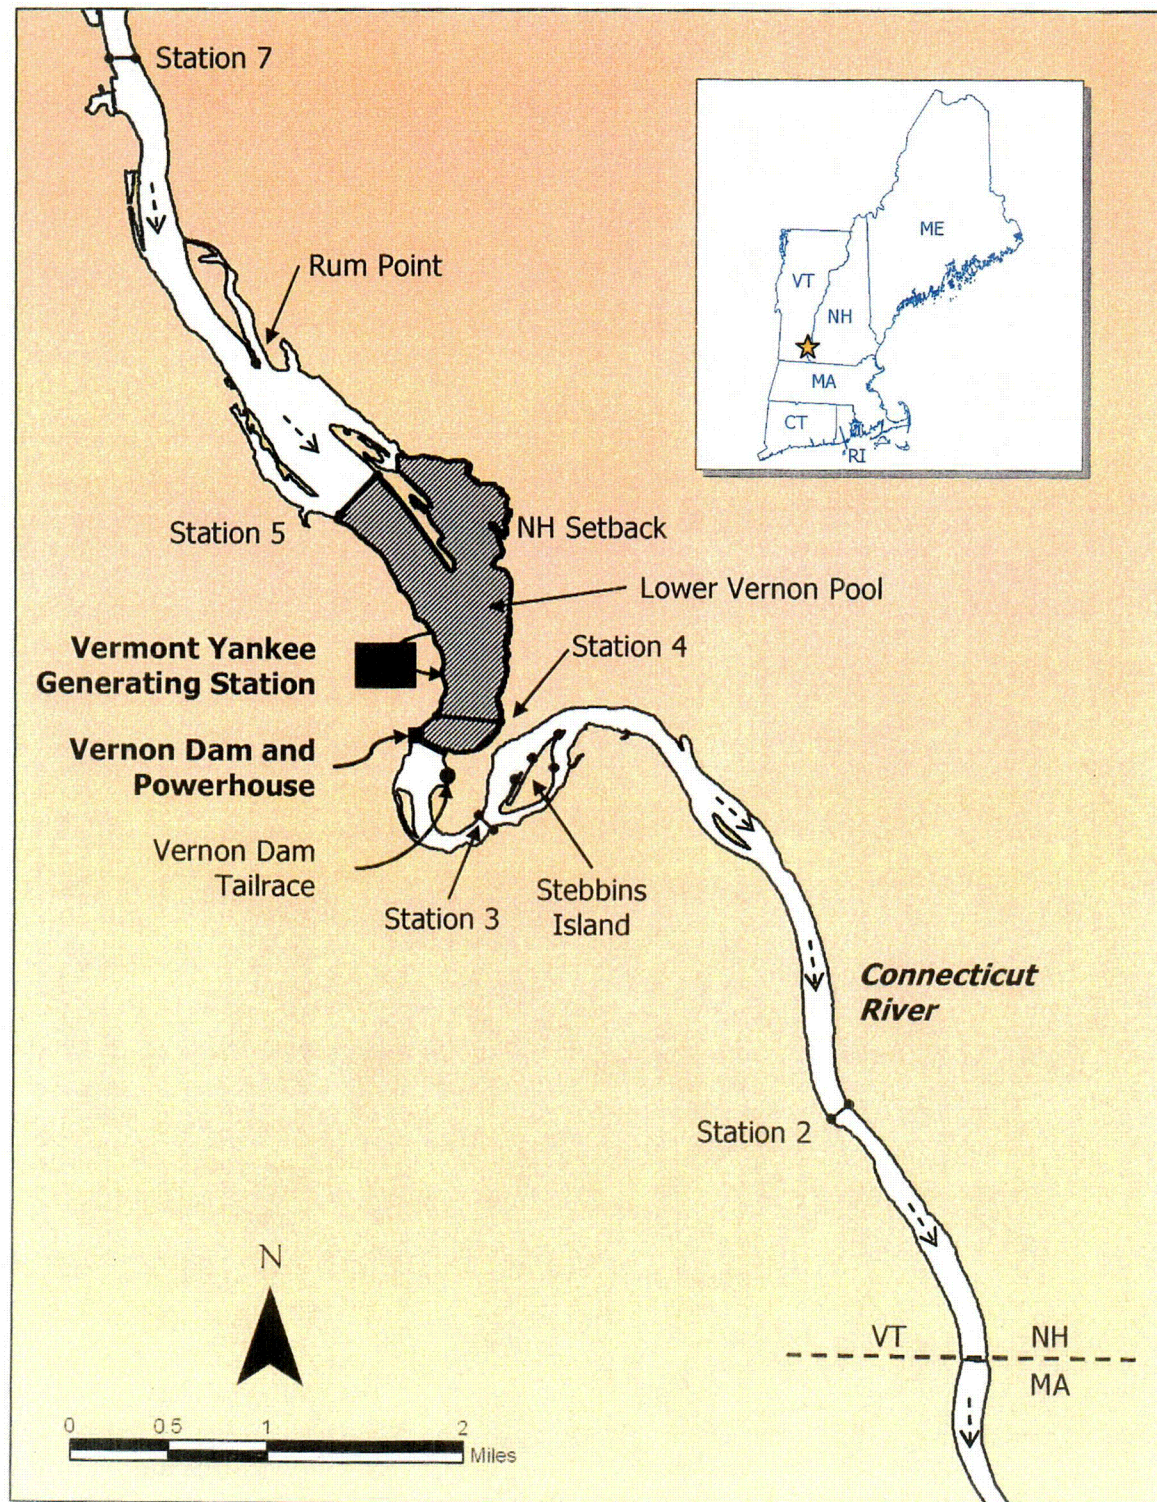 Station 7
Rum Point
ME
VT
NH
MA
CT
RI
Station 5
NH Setback
Lower Vernon Pool
Vermont Yankee
Generating Station
Station 4
Vernon Dam and
Powerhouse
Vernon Dam
Tailrace
Station 3
Stebbins
Island
Connecticut
River
Station 2
N
VT
NH
MA
0
0.5
1
2
Miles